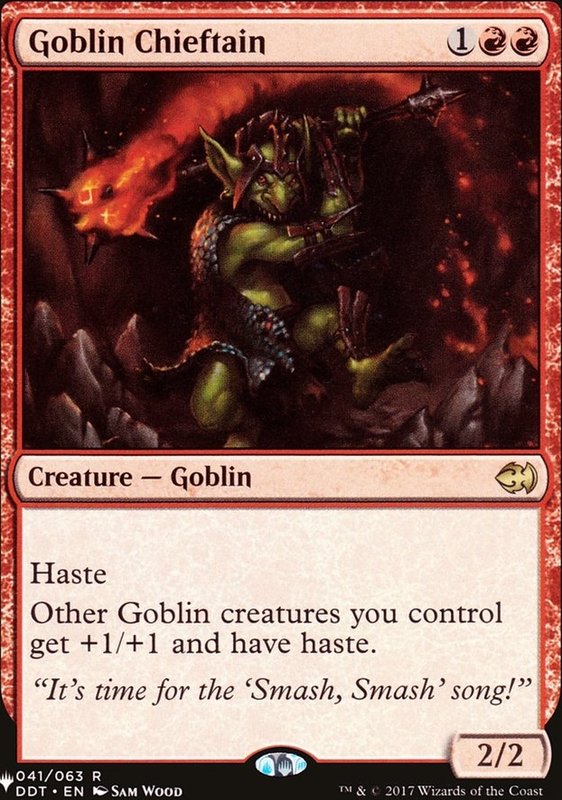 Goblin Chieftain 1
Creature — Goblin
Haste
Other Goblin creatures you control
get +1/+1 and have haste.
“It’s time for the ‘Smash, Smash’ song!”
2/2
041/063 R
DDT • EN Sam Wood
™ & © 2017 Wizards of the Coast